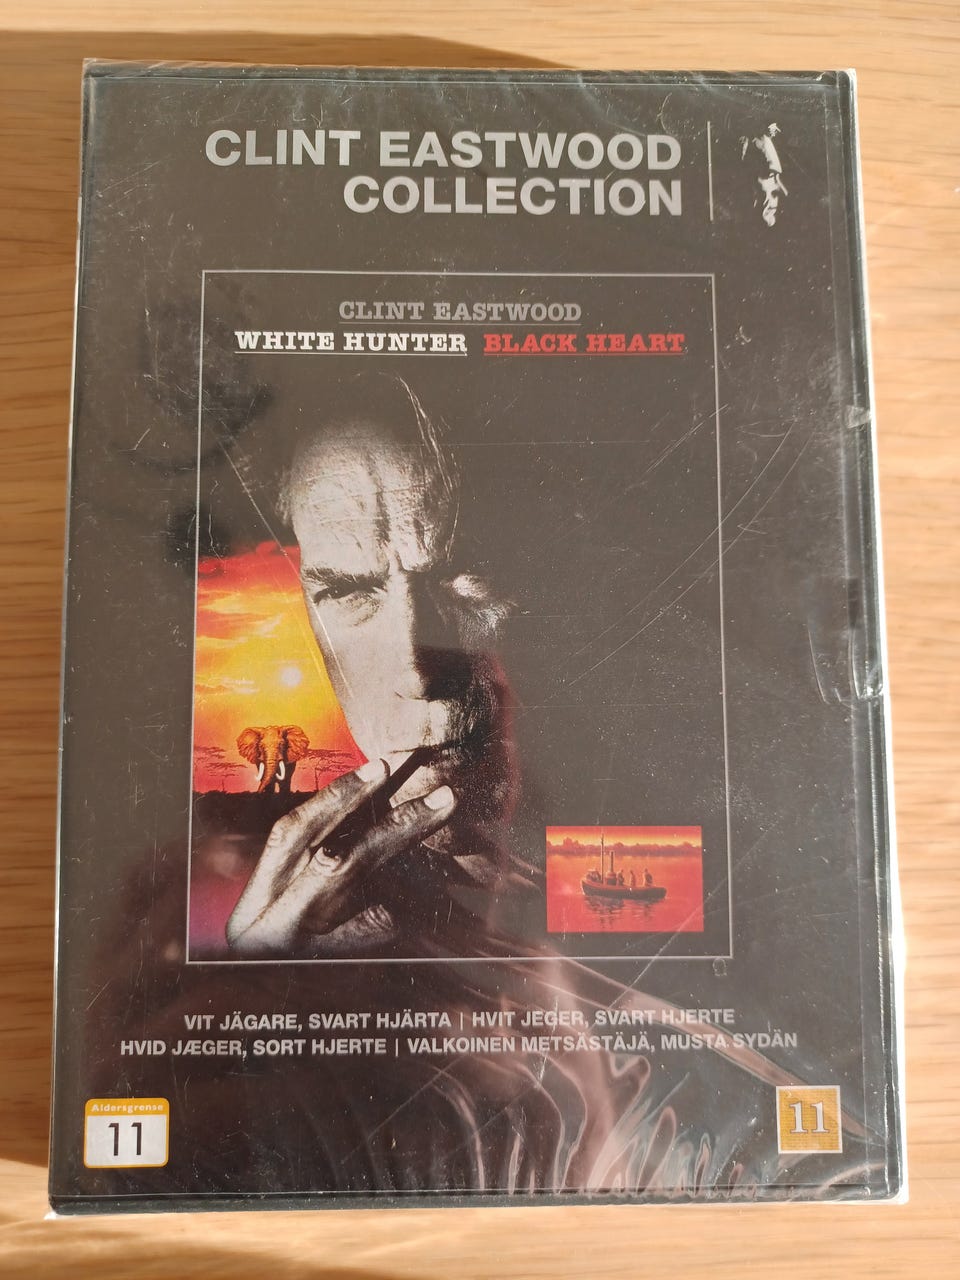 CLINT EASTWOOD
COLLECTION
CLINT EASTWOOD
WHITE HUNTER BLACK HEART
VIT JÄGARE, SVART HJÄRTA | HVIT JEGER, SVART HJERTE
HVID JÆGER, SORT HJERTE | VALKOINEN METSÄSTÄJÄ, MUSTA SYDÄN
Aldersgrense
11
11